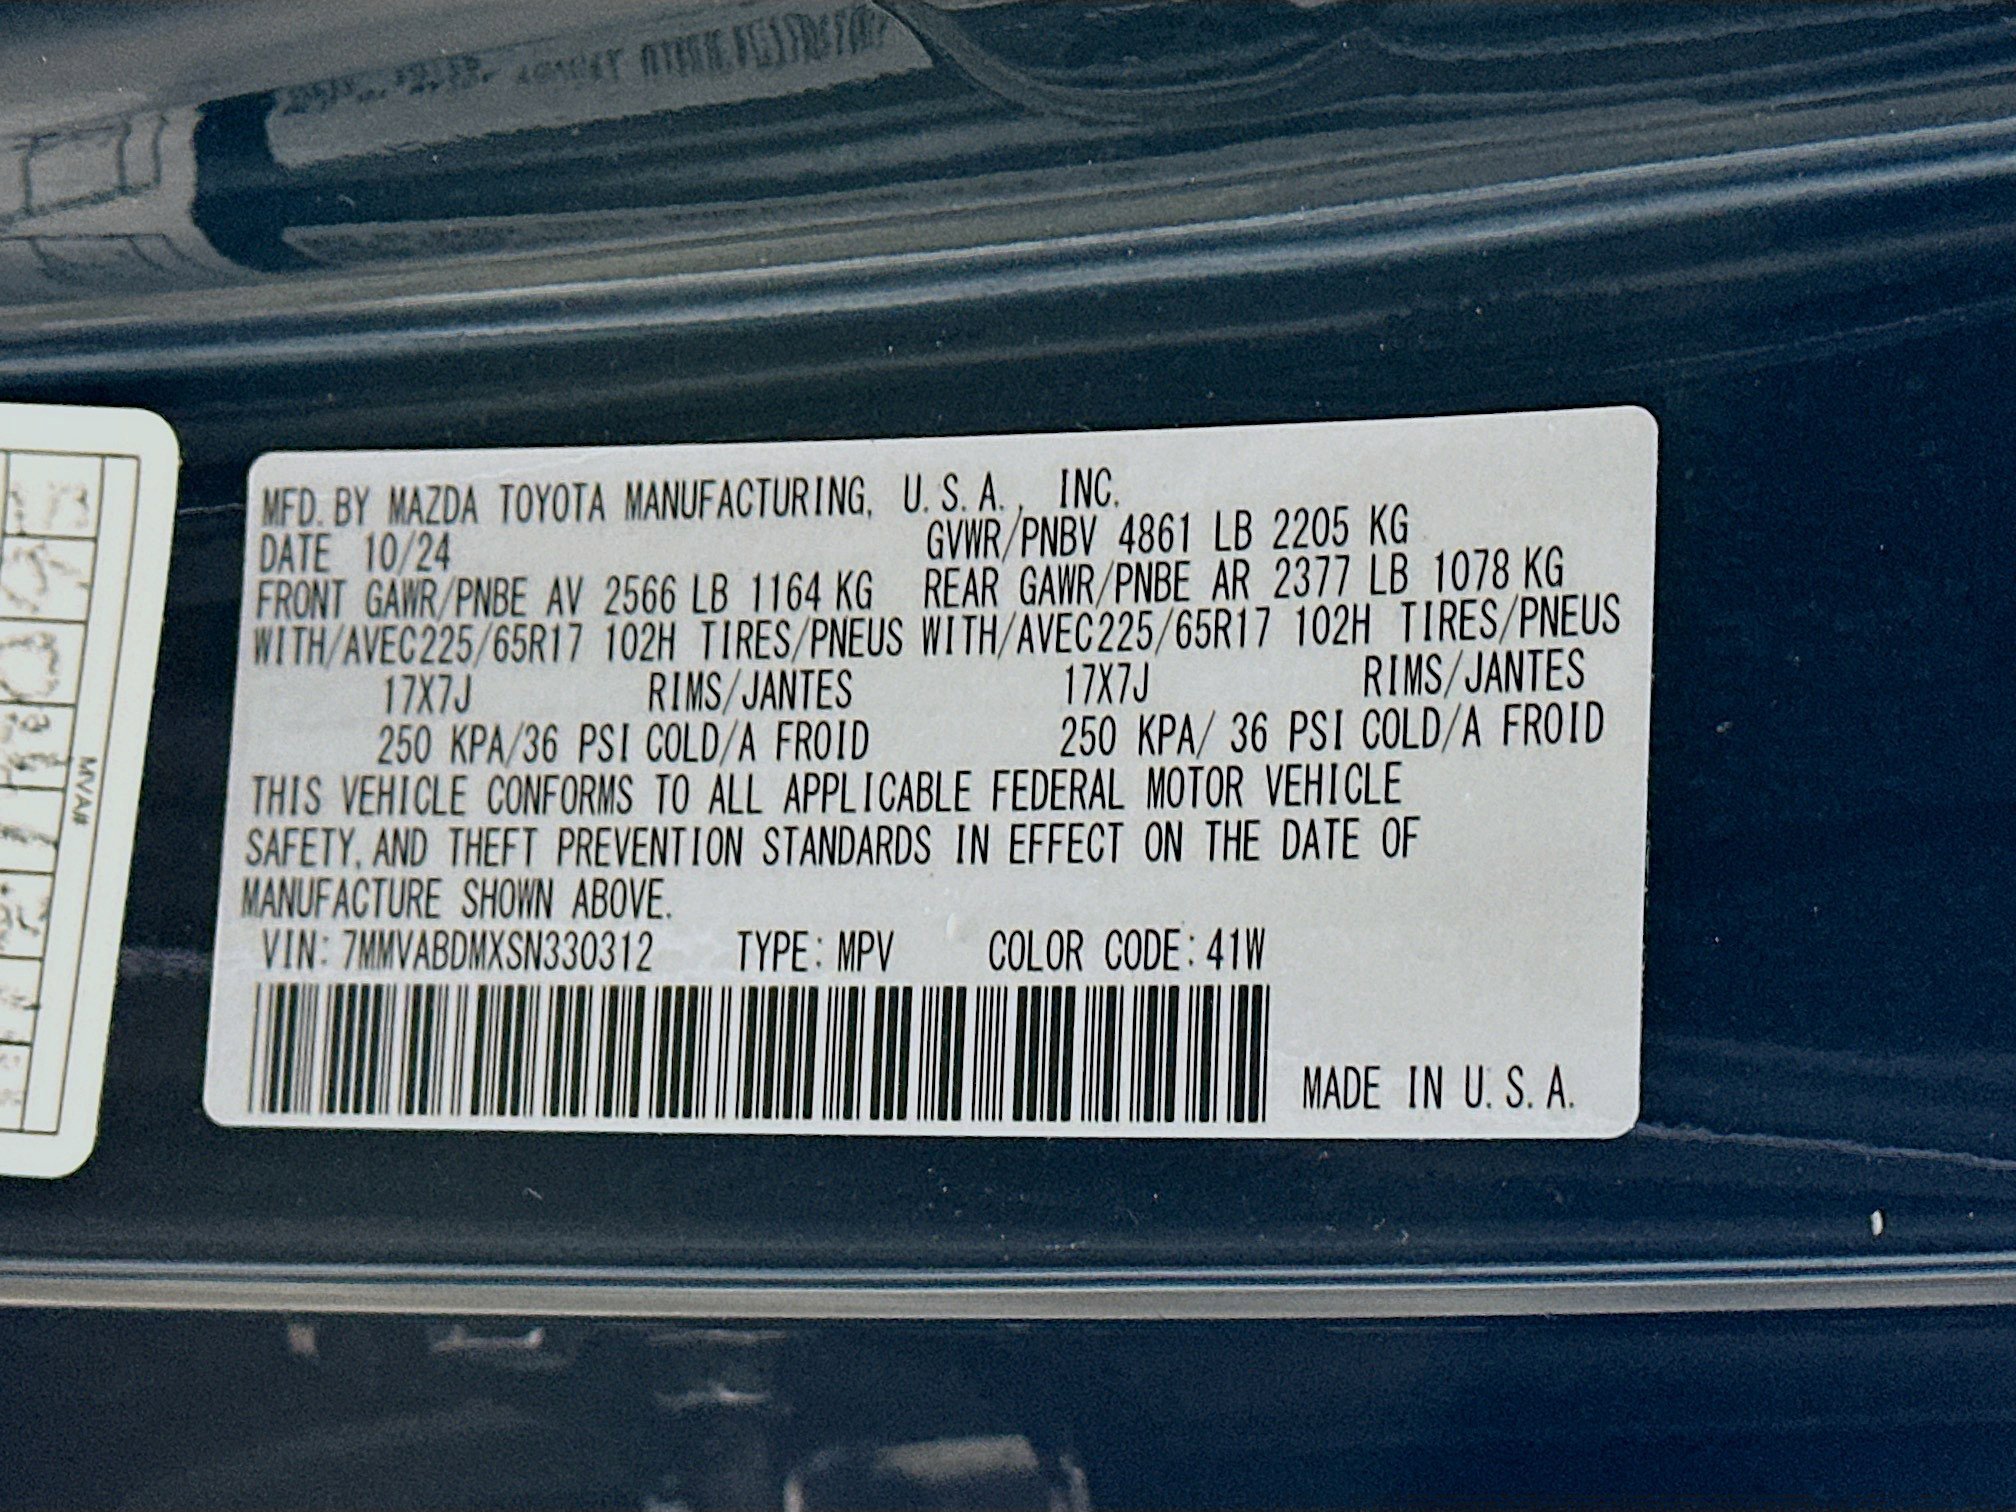 MFD. BY MAZDA TOYOTA MANUFACTURING, U.S.A., INC.
DATE 10/24 GVWR/PNBV 4861 LB 2205 KG
FRONT GAWR/PNBE AV 2566 LB 1164 KG REAR GAWR/PNBE AR 2377 LB 1078 KG
WITH/AVEC225/65R17 102H TIRES/PNEUS WITH/AVEC225/65R17 102H TIRES/PNEUS
17X7J RIMS/JANTES 17X7J RIMS/JANTES
250 KPA/36 PSI COLD/A FROID 250 KPA/ 36 PSI COLD/A FROID
THIS VEHICLE CONFORMS TO ALL APPLICABLE FEDERAL MOTOR VEHICLE
SAFETY, AND THEFT PREVENTION STANDARDS IN EFFECT ON THE DATE OF
MANUFACTURE SHOWN ABOVE.
VIN: 7MMVABDMXSN330312 TYPE: MPV COLOR CODE: 41W
MADE IN U.S.A.
MVA#